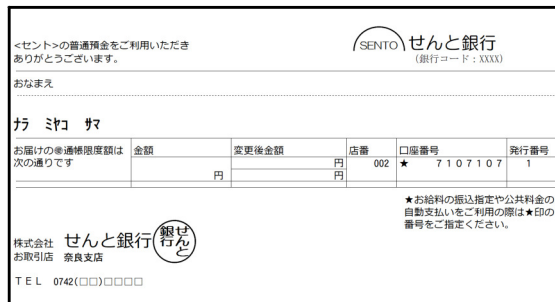 <セント>の普通預金をご利用いただき
ありがとうございます。
SENTO せんと銀行
(銀行コード:XXXX)
おなまえ
ナラ ミヤコ サマ
お届けの◉通帳限度額は
次の通りです
金額 変更後金額 店番 口座番号 発行番号
円 円 円 002 ★ 7107107 1
★お給料の振込指定や公共料金の
自動支払いをご利用の際は★印の
番号をご指定ください。
株式会社 せんと銀行 せんと銀行
お取引店 奈良支店
TEL 0742(□□)□□□□